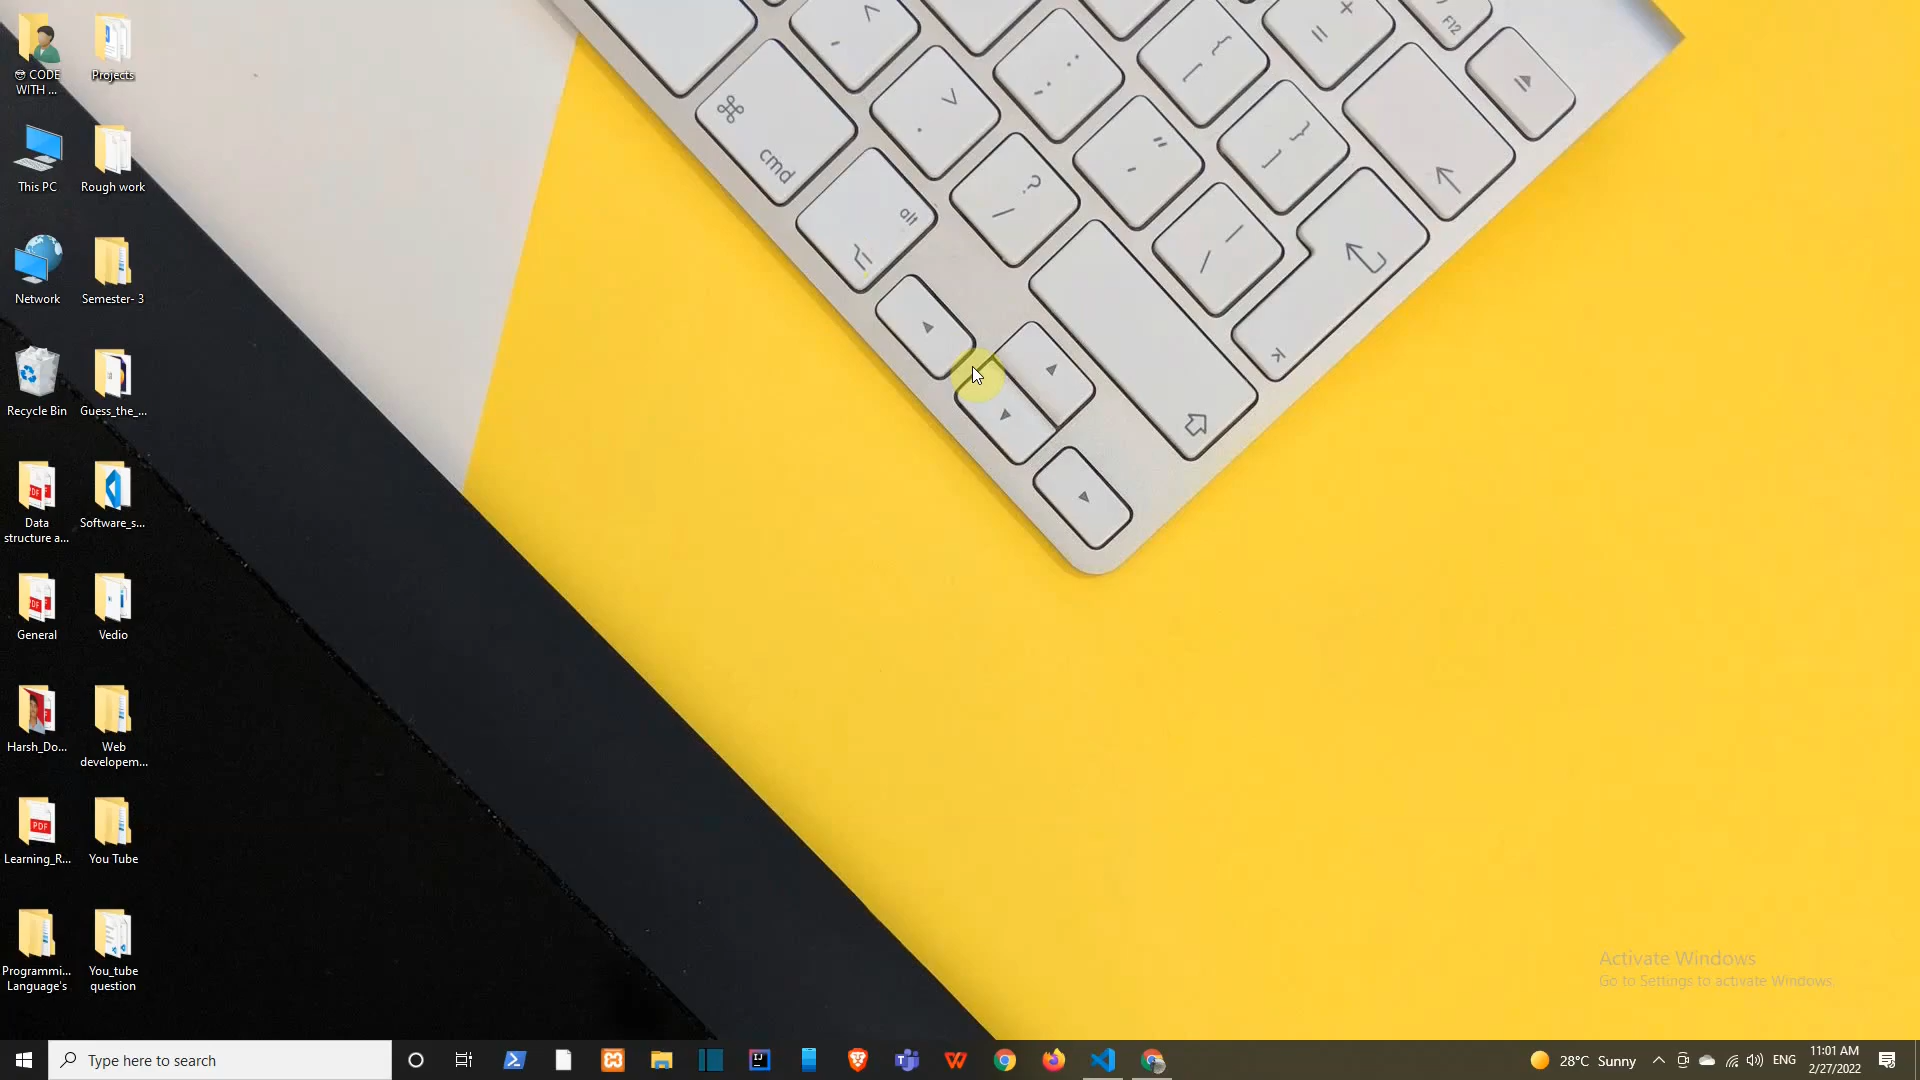 😎 CODE
WITH ...
Projects
This PC
Rough work
Network
Semester- 3
Recycle Bin
Guess_the_...
Data
structure a...
Software_s...
General
Vedio
Harsh_Do...
Web
developem...
Learning_R...
You Tube
Programmi...
Language's
You_tube
question
cmd
alt
F12
Activate Windows
Go to Settings to activate Windows.
Type here to search
28°C Sunny
ENG
11:01 AM
2/27/2022